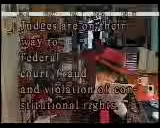 Judges are on their
way to
federal
court, fraud
and violation of con-
stitutional rights.